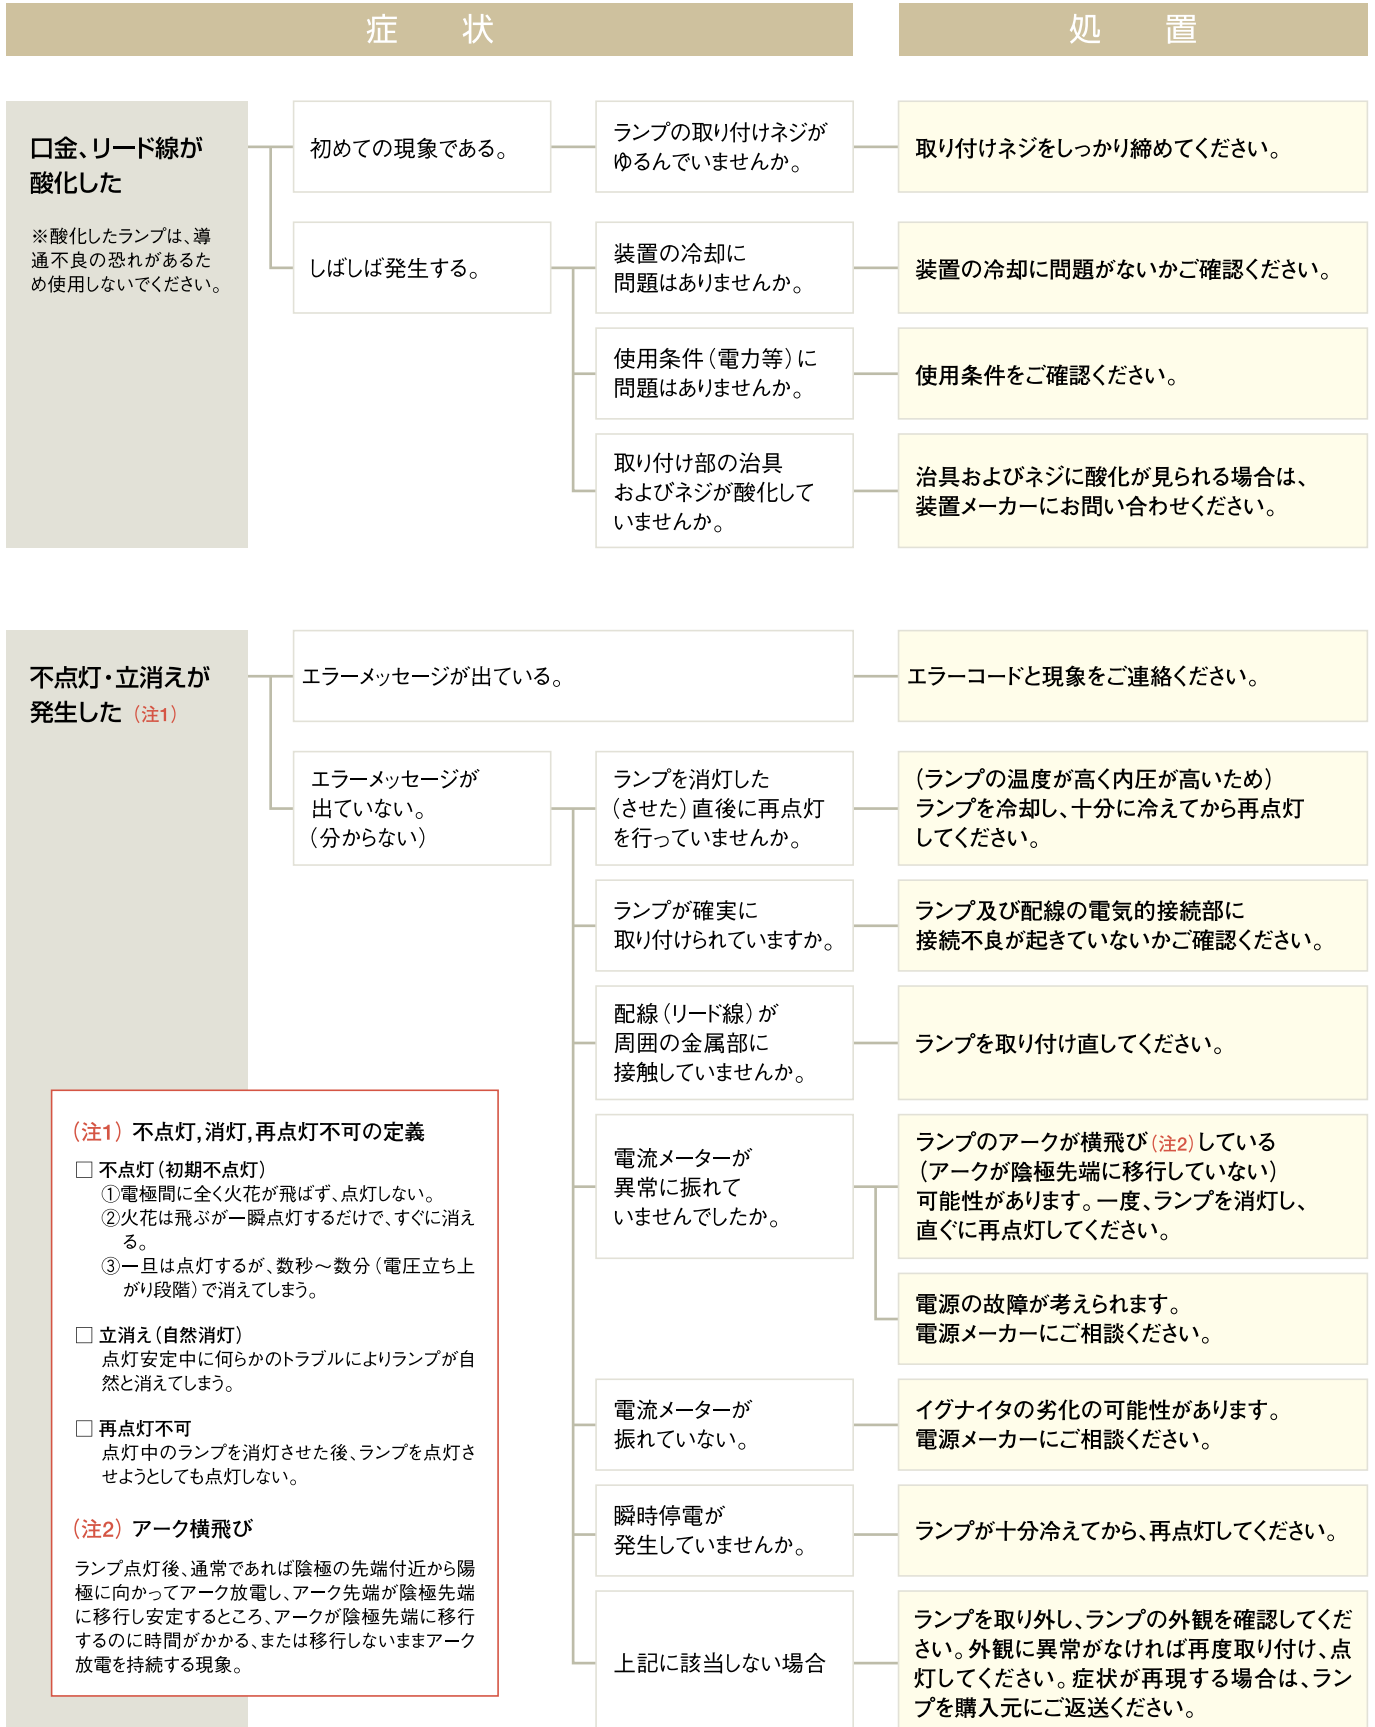 症　状
処　置
口金、リード線が
酸化した
※酸化したランプは、導
通不良の恐れがあるた
め使用しないでください。
初めての現象である。
ランプの取り付けネジが
ゆるんでいませんか。
取り付けネジをしっかり締めてください。
しばしば発生する。
装置の冷却に
問題はありませんか。
装置の冷却に問題がないかご確認ください。
使用条件（電力等）に
問題はありませんか。
使用条件をご確認ください。
取り付け部の治具
およびネジが酸化して
いませんか。
治具およびネジに酸化が見られる場合は、
装置メーカーにお問い合わせください。
不点灯・立消えが
発生した（注1）
エラーメッセージが出ている。
エラーコードと現象をご連絡ください。
エラーメッセージが
出ていない。
（分からない）
ランプを消灯した
（させた）直後に再点灯
を行っていませんか。
（ランプの温度が高く内圧が高いため）
ランプを冷却し、十分に冷えてから再点灯
してください。
ランプが確実に
取り付けられていますか。
ランプ及び配線の電気的接続部に
接続不良が起きていないかご確認ください。
配線（リード線）が
周囲の金属部に
接触していませんか。
ランプを取り付け直してください。
電流メーターが
異常に振れて
いませんでしたか。
ランプのアークが横飛び（注2）している
（アークが陰極先端に移行していない）
可能性があります。一度、ランプを消灯し、
直ぐに再点灯してください。
電源の故障が考えられます。
電源メーカーにご相談ください。
電流メーターが
振れていない。
イグナイタの劣化の可能性があります。
電源メーカーにご相談ください。
瞬時停電が
発生していませんか。
ランプが十分冷えてから、再点灯してください。
上記に該当しない場合
ランプを取り外し、ランプの外観を確認してくだ
さい。外観に異常がなければ再度取り付け、点
灯してください。症状が再現する場合は、ラン
プを購入元にご返送ください。
（注1）不点灯,消灯,再点灯不可の定義
□ 不点灯（初期不点灯）
①電極間に全く火花が飛ばず、点灯しない。
②火花は飛ぶが一瞬点灯するだけで、すぐに消え
る。
③一旦は点灯するが、数秒～数分（電圧立ち上
がり段階）で消えてしまう。
□ 立消え（自然消灯）
点灯安定中に何らかのトラブルによりランプが自
然と消えてしまう。
□ 再点灯不可
点灯中のランプを消灯させた後、ランプを点灯さ
せようとしても点灯しない。
（注2）アーク横飛び
ランプ点灯後、通常であれば陰極の先端付近から陽
極に向かってアーク放電し、アーク先端が陰極先端
に移行し安定するところ、アークが陰極先端に移行
するのに時間がかかる、または移行しないままアーク
放電を持続する現象。